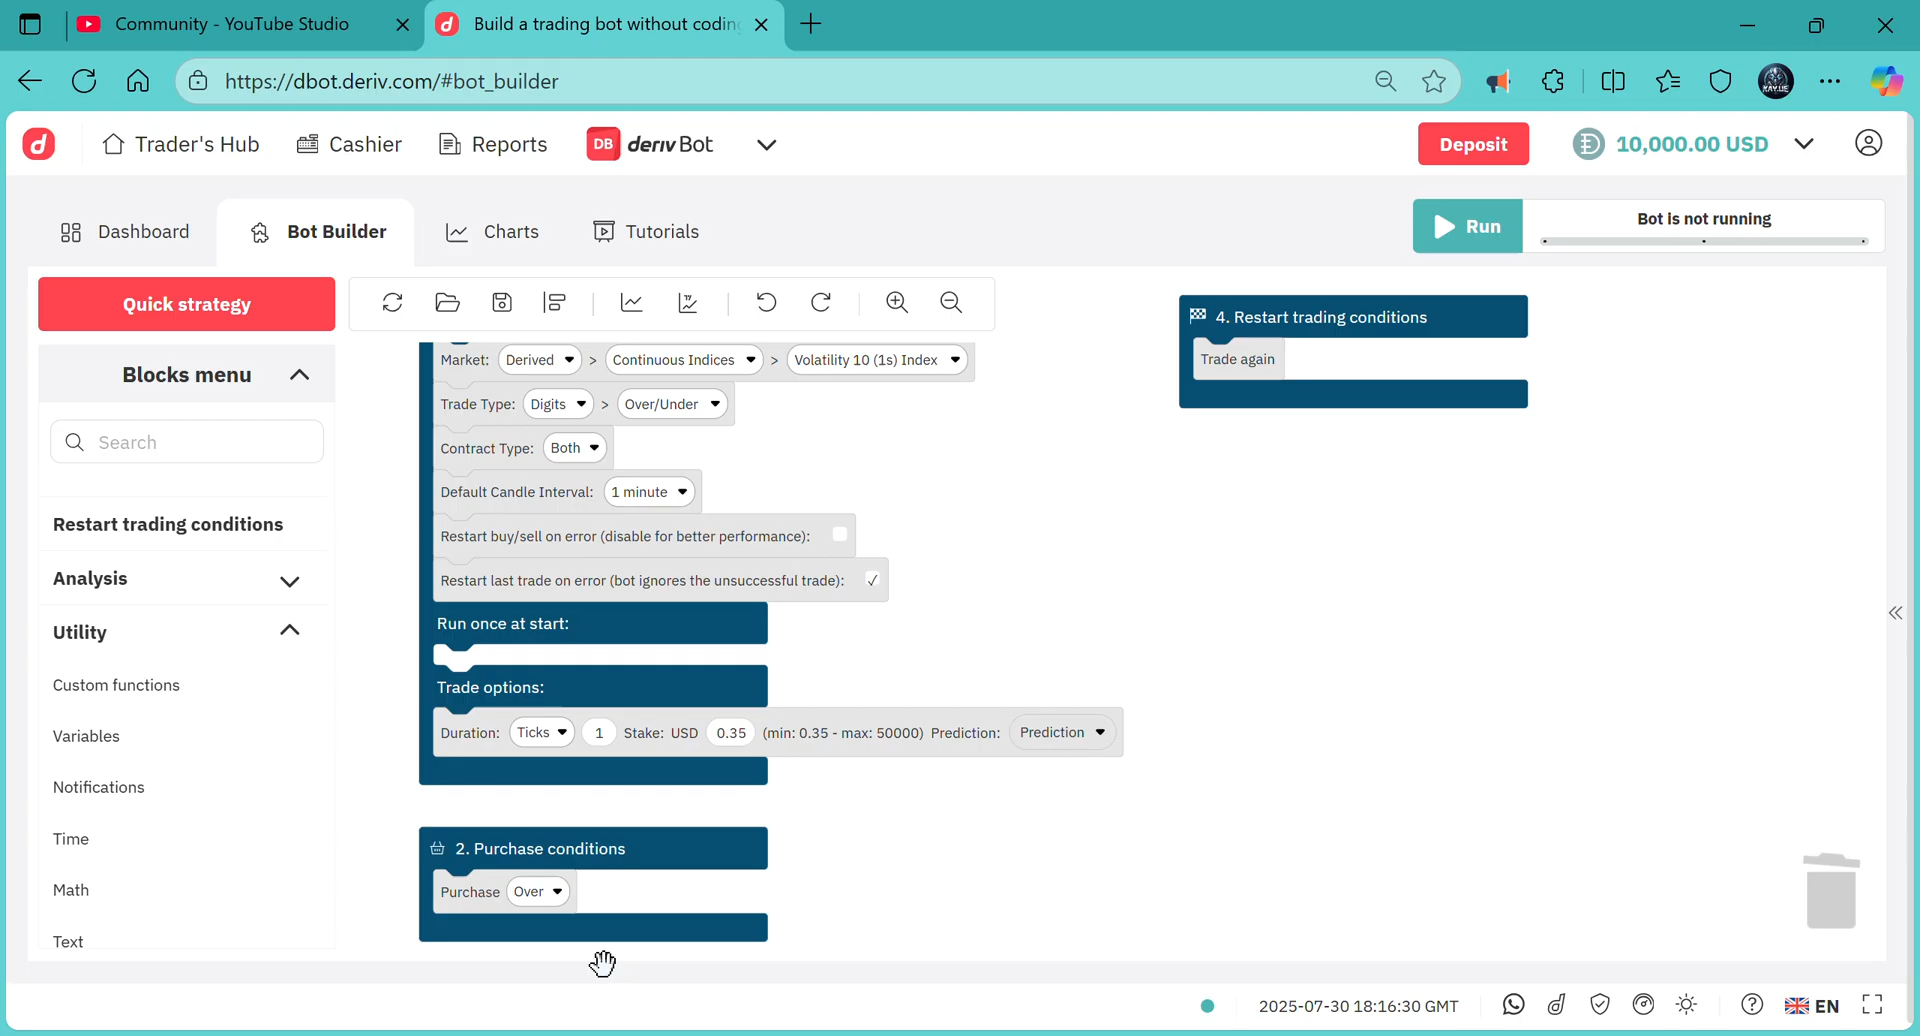 Community - YouTube Studio
Build a trading bot without coding
https://dbot.deriv.com/#bot_builder
KAY.UE
Trader's Hub
Cashier
Reports
DB deriv Bot
Deposit
10,000.00 USD
Dashboard
Bot Builder
Charts
Tutorials
Run
Bot is not running
Quick strategy
Blocks menu
Search
Restart trading conditions
Analysis
Utility
Custom functions
Variables
Notifications
Time
Math
Text
Market: Derived > Continuous Indices > Volatility 10 (1s) Index
Trade Type: Digits > Over/Under
Contract Type: Both
Default Candle Interval: 1 minute
Restart buy/sell on error (disable for better performance):
Restart last trade on error (bot ignores the unsuccessful trade): ✓
Run once at start:
Trade options:
Duration: Ticks 1 Stake: USD 0.35 (min: 0.35 - max: 50000) Prediction: Prediction
2. Purchase conditions
Purchase Over
4. Restart trading conditions
Trade again
2025-07-30 18:16:30 GMT
EN